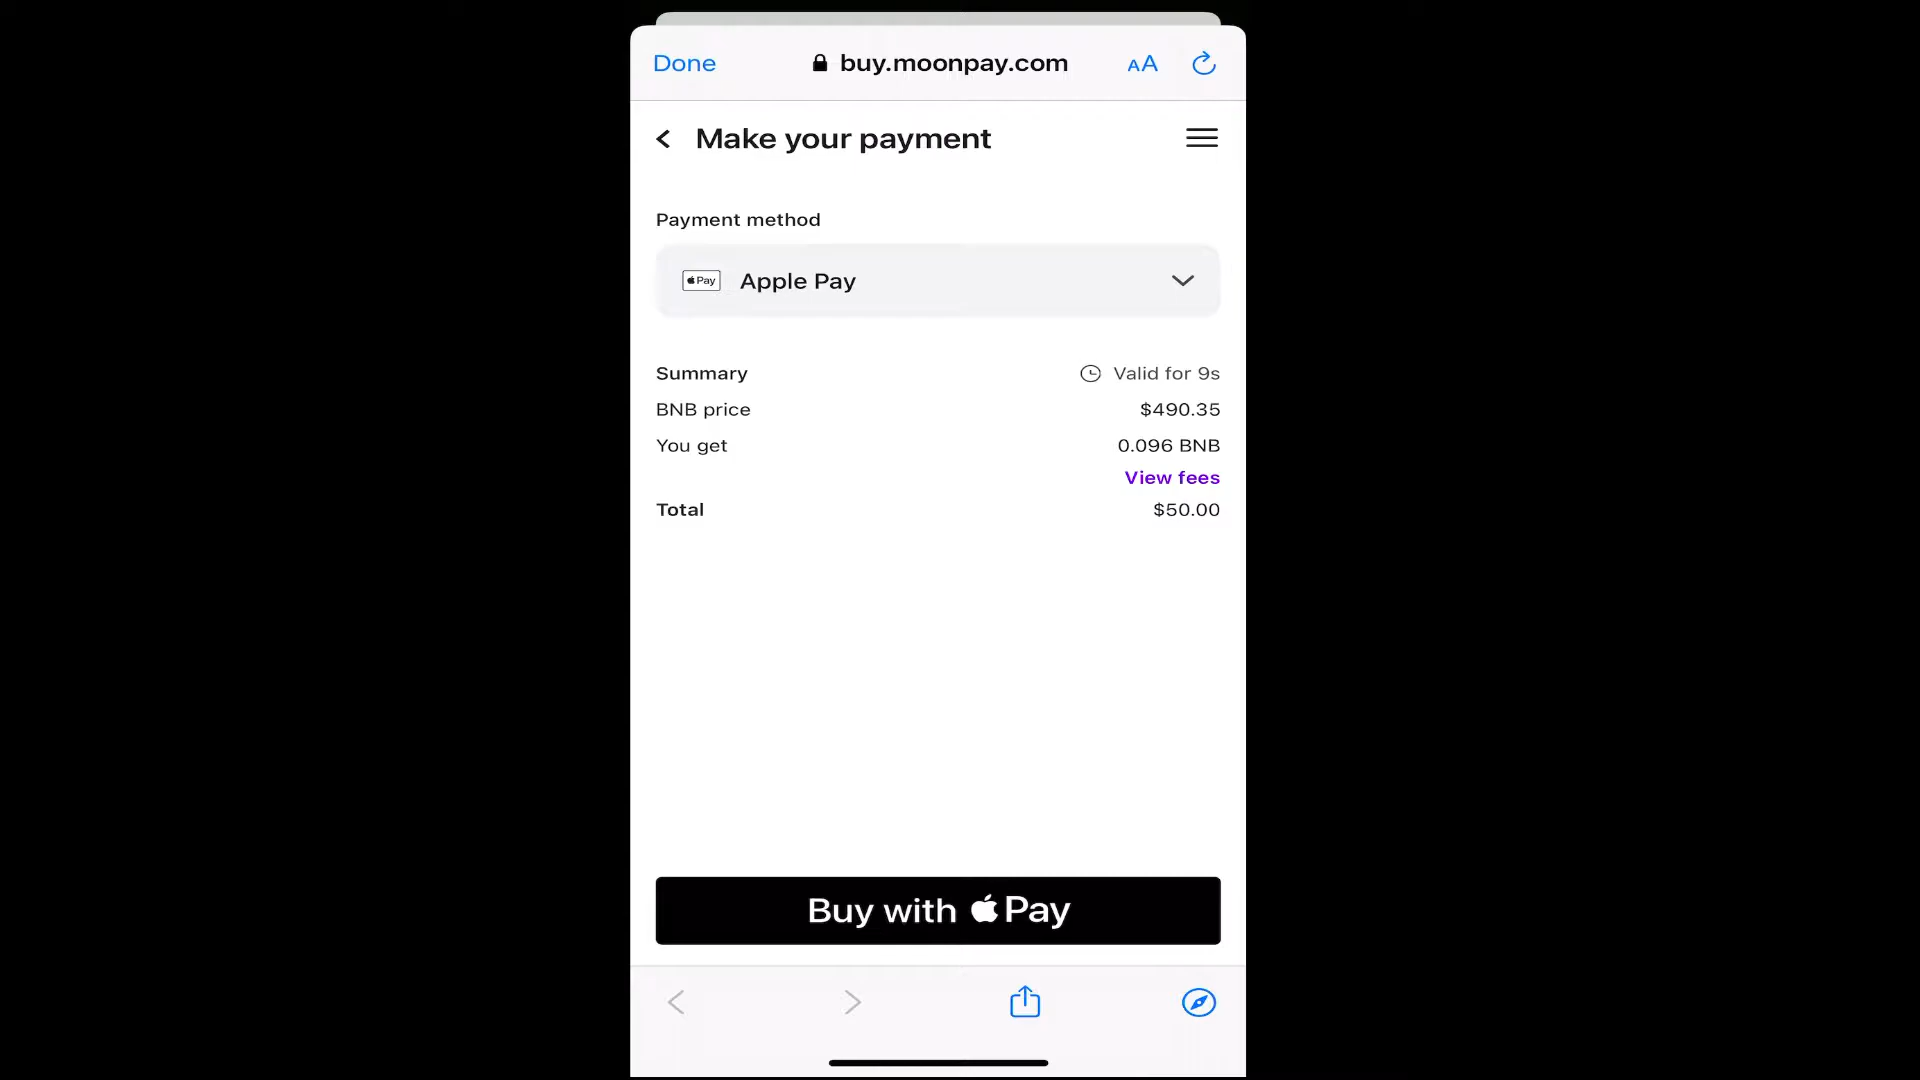 Done buy.moonpay.com AA
Make your payment
Payment method
Pay Apple Pay
Summary Valid for 9s
BNB price $490.35
You get 0.096 BNB
View fees
Total $50.00
Buy with Pay